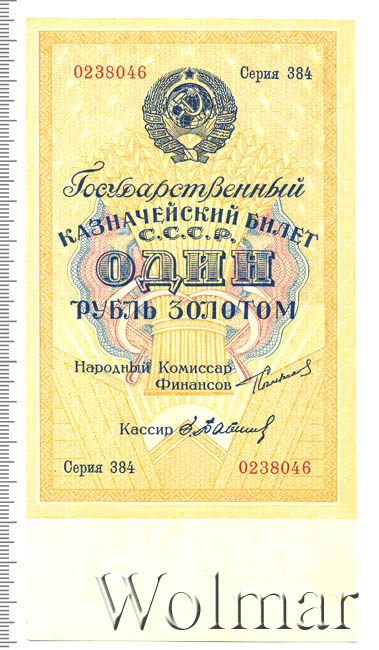 0238046 Серия 384
Государственный
КАЗНАЧЕЙСКИЙ БИЛЕТ
С.С.С.Р.
ОДИН
РУБЛЬ ЗОЛОТОМ
Народный Комиссар
Финансов
Кассир
Серия 384 0238046
Wolmar